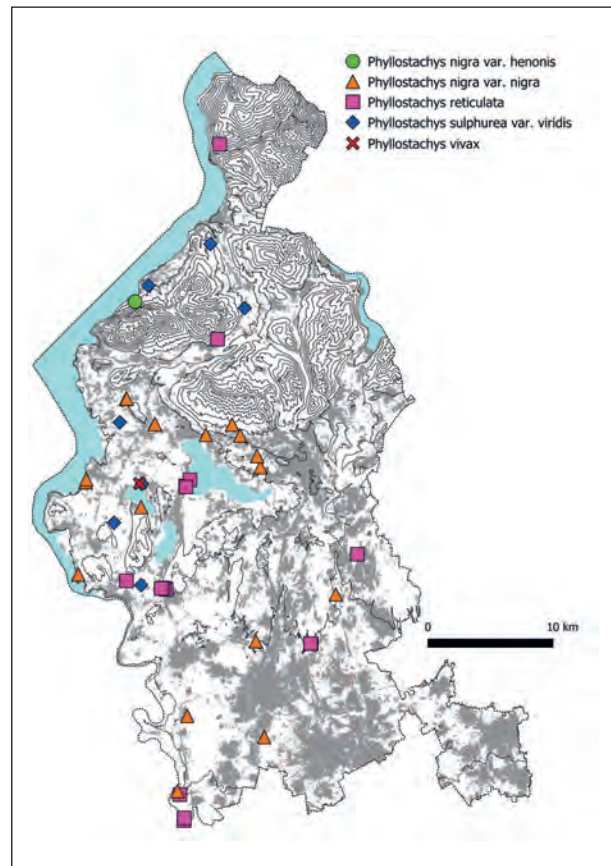 Phyllostachys nigra var. henonis
Phyllostachys nigra var. nigra
Phyllostachys reticulata
Phyllostachys sulphurea var. viridis
Phyllostachys vivax
0 10 km